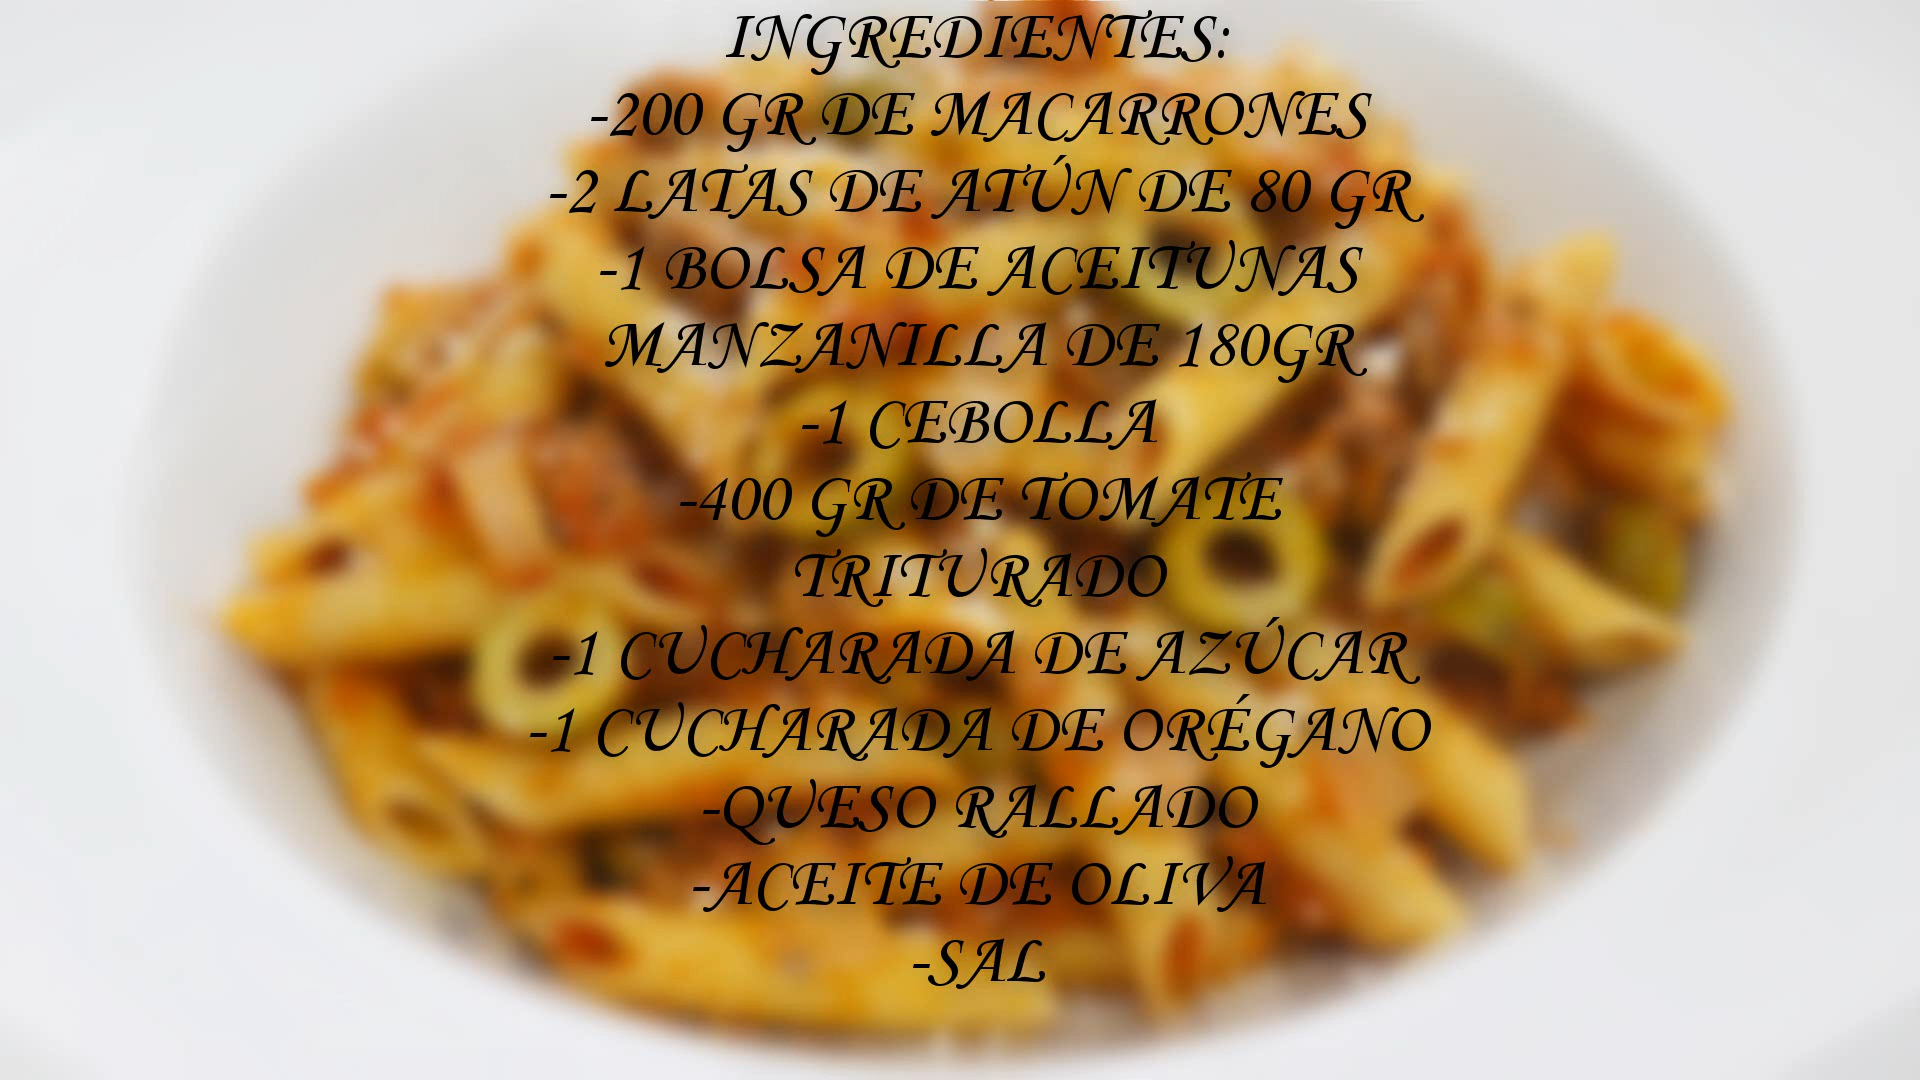 INGREDIENTES:
-200 GR DE MACARRONES
-2 LATAS DE ATÚN DE 80 GR
-1 BOLSA DE ACEITUNAS
MANZANILLA DE 180GR
-1 CEBOLLA
-400 GR DE TOMATE
TRITURADO
-1 CUCHARADA DE AZÚCAR
-1 CUCHARADA DE ORÉGANO
-QUESO RALLADO
-ACEITE DE OLIVA
-SAL